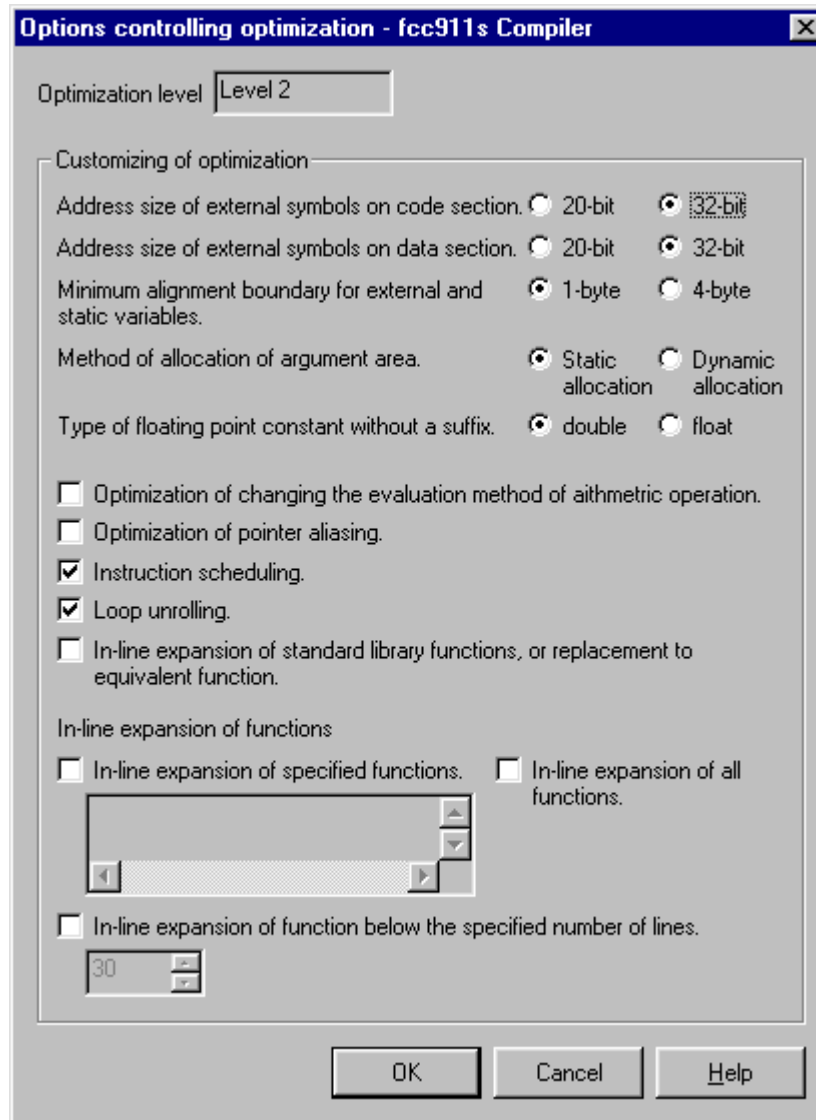 Options controlling optimization - fcc911s Compiler
Optimization level Level 2
Customizing of optimization
Address size of external symbols on code section. 20-bit 32-bit
Address size of external symbols on data section. 20-bit 32-bit
Minimum alignment boundary for external and 1-byte 4-byte
static variables.
Method of allocation of argument area. Static Dynamic
allocation allocation
Type of floating point constant without a suffix. double float
Optimization of changing the evaluation method of aithmetric operation.
Optimization of pointer aliasing.
Instruction scheduling.
Loop unrolling.
In-line expansion of standard library functions, or replacement to
equivalent function.
In-line expansion of functions
In-line expansion of specified functions. In-line expansion of all
functions.
In-line expansion of function below the specified number of lines.
30
OK Cancel Help